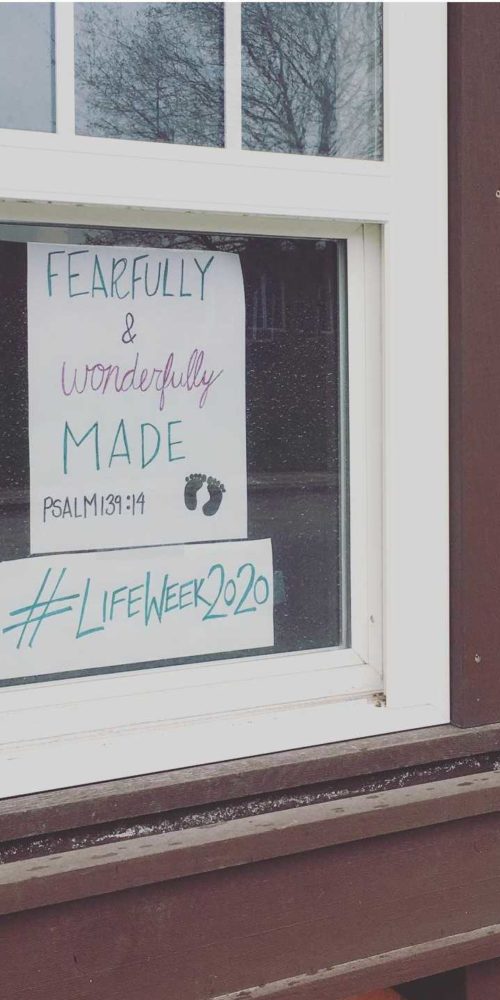 FEARFULLY
&
wonderfully
MADE
PSALM 139:14
#LIFEWEEK2020